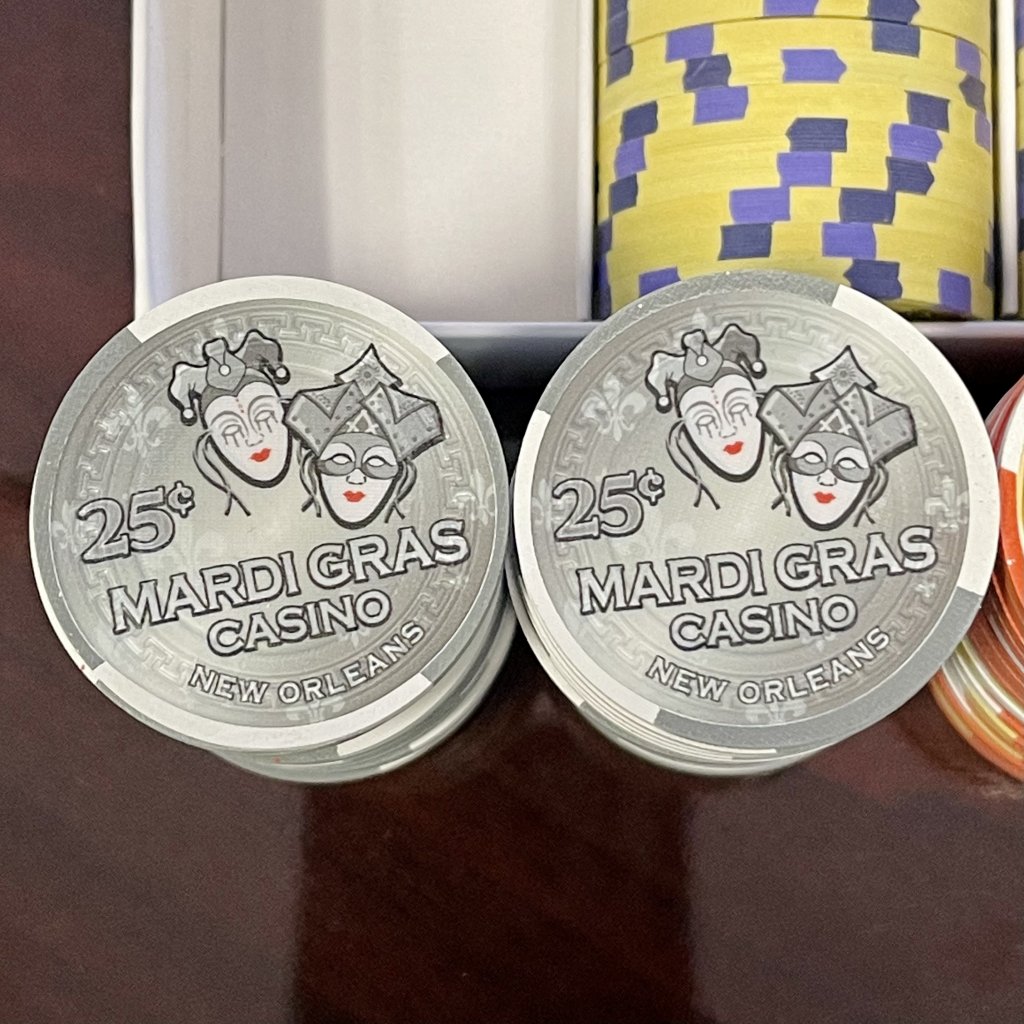 25¢
MARDI GRAS
CASINO
NEW ORLEANS
25¢
MARDI GRAS
CASINO
NEW ORLEANS